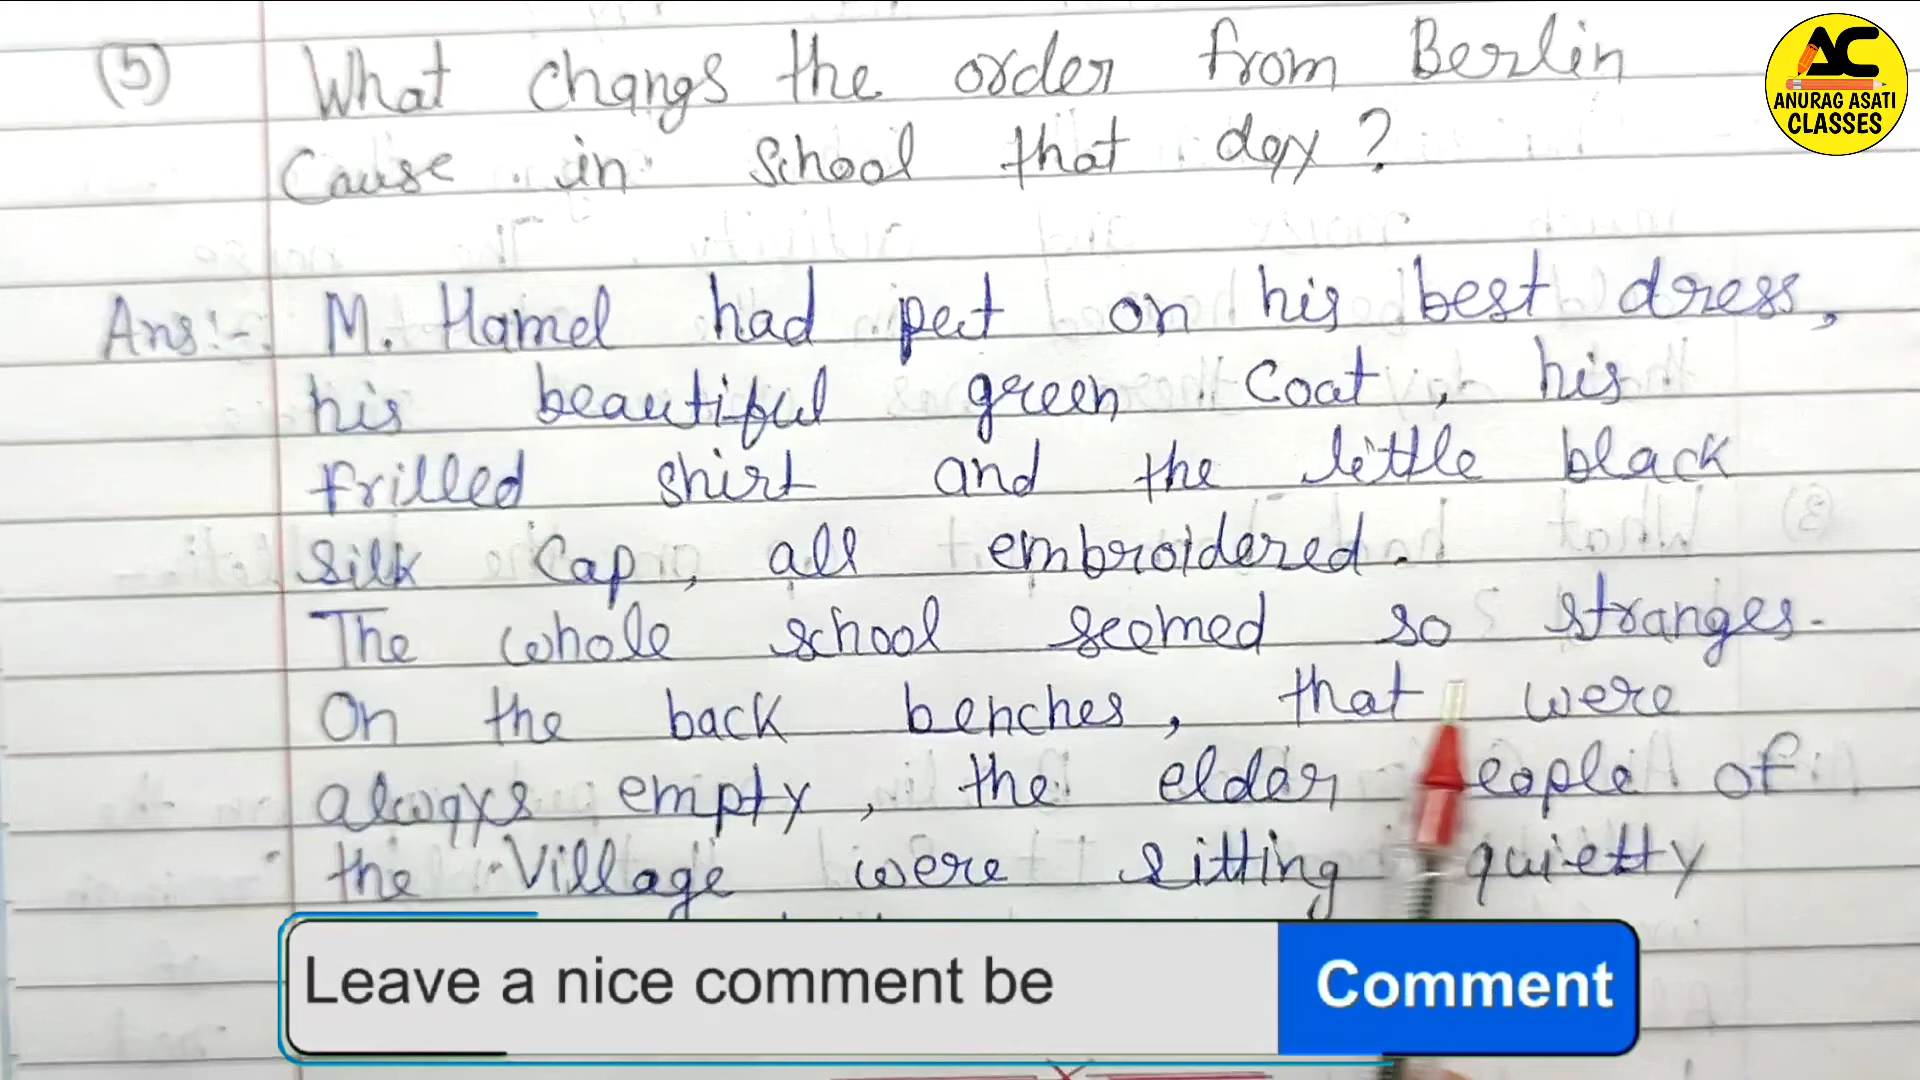 (5) What changs the order from Berlin
Cause in school that day?
Ans:- M. Hamel had put on his best dress,
his beautiful green Coat, his
frilled shirt and the little black
silk Cap, all embroidered.
The whole school seemed so stranges.
On the back benches, that were
always empty, the elder eople of
the Village were sitting quietty
AC
ANURAG ASATI
CLASSES
Leave a nice comment be
Comment